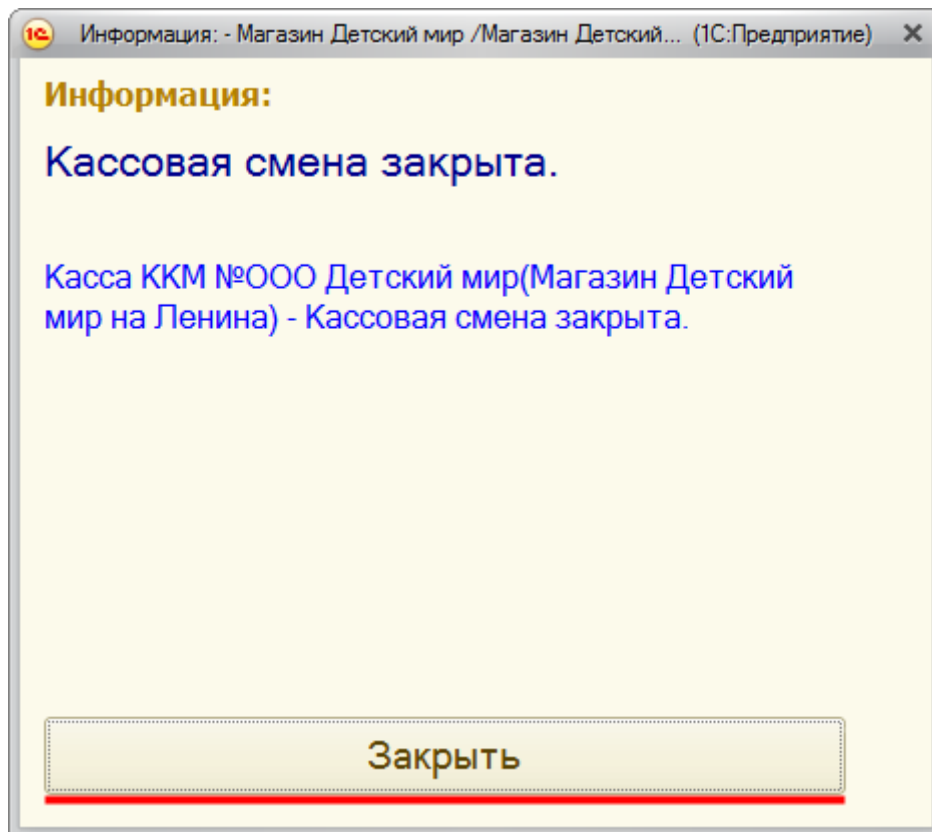 1С Информация: - Магазин Детский мир /Магазин Детский... (1С:Предприятие)
Информация:
Кассовая смена закрыта.
Касса ККМ №ООО Детский мир(Магазин Детский
мир на Ленина) - Кассовая смена закрыта.
Закрыть